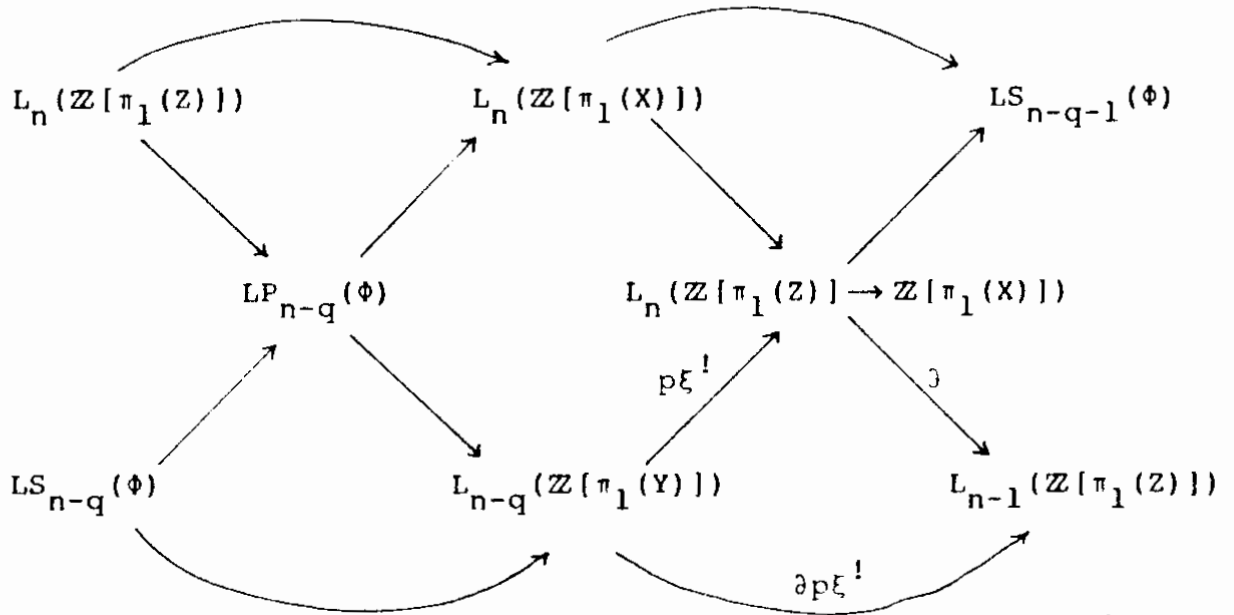 L_n(ℤ[π_1(Z)]) L_n(ℤ[π_1(X)]) LS_{n-q-1}(Φ)
LP_{n-q}(Φ) L_n(ℤ[π_1(Z)] → ℤ[π_1(X)])
pξ^! ∂
LS_{n-q}(Φ) L_{n-q}(ℤ[π_1(Y)]) L_{n-1}(ℤ[π_1(Z)])
∂pξ^!